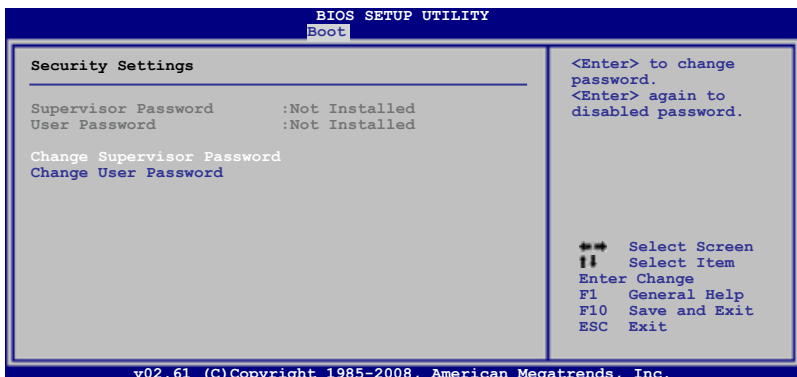 BIOS SETUP UTILITY
Boot
Security Settings
Supervisor Password :Not Installed
User Password :Not Installed
Change Supervisor Password
Change User Password
<Enter> to change
password.
<Enter> again to
disabled password.
Select Screen
Select Item
Enter Change
F1 General Help
F10 Save and Exit
ESC Exit
v02.61 (C)Copyright 1985-2008, American Megatrends, Inc.